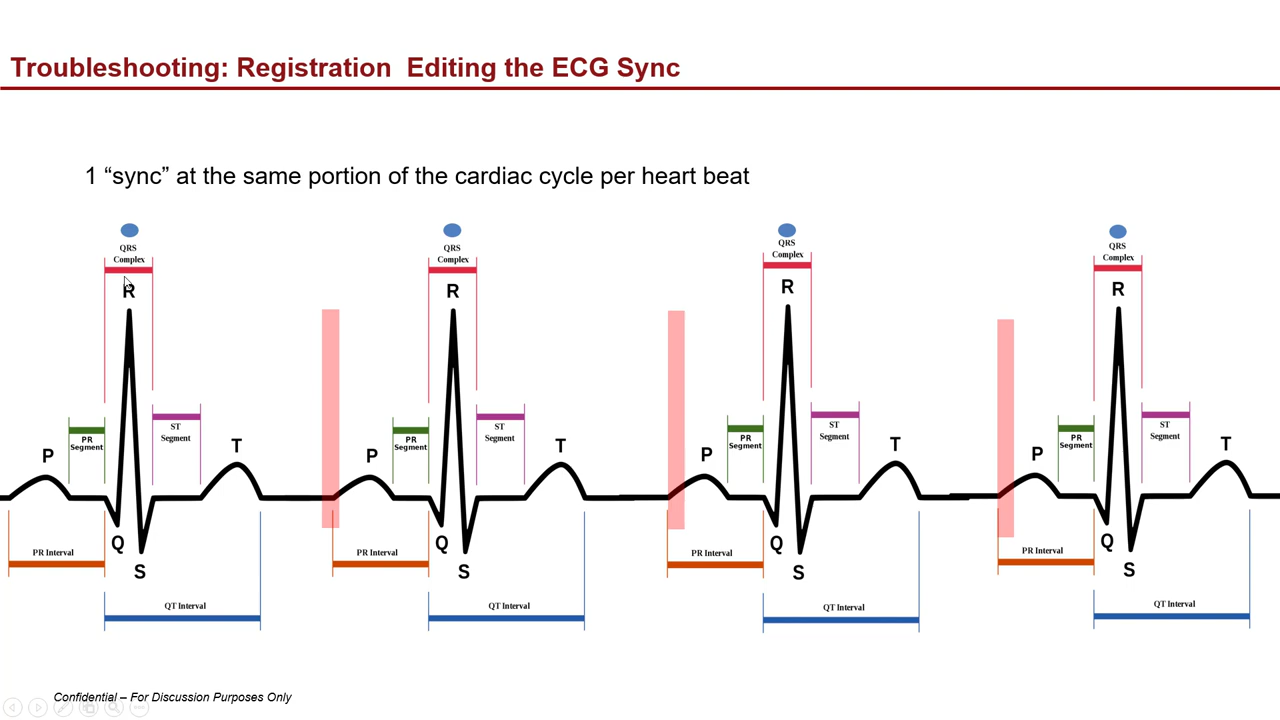 Troubleshooting: Registration  Editing the ECG Sync
1 “sync” at the same portion of the cardiac cycle per heart beat
QRS
Complex
R
P
PR
Segment
ST
Segment
T
Q
S
PR Interval
QT Interval
QRS
Complex
R
P
PR
Segment
ST
Segment
T
Q
S
PR Interval
QT Interval
QRS
Complex
R
P
PR
Segment
ST
Segment
T
Q
S
PR Interval
QT Interval
QRS
Complex
R
P
PR
Segment
ST
Segment
T
Q
S
PR Interval
QT Interval
Confidential – For Discussion Purposes Only